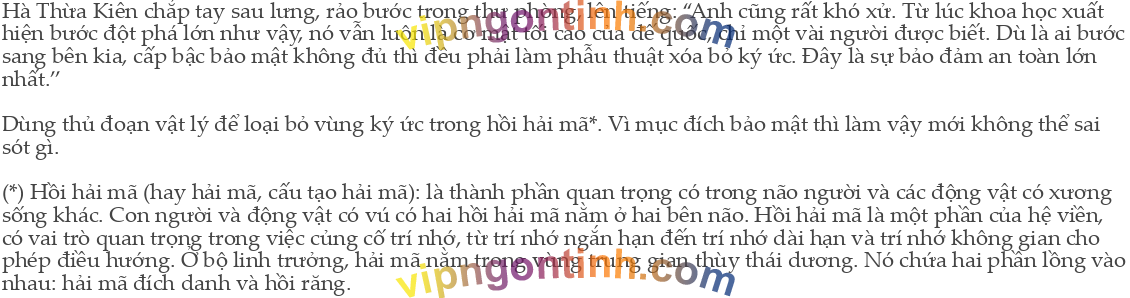 Hà Thừa Kiên chắp tay sau lưng, rảo bước trong thư phòng, lên tiếng: “Anh cũng rất khó xử. Từ lúc khoa học xuất
hiện bước đột phá lớn như vậy, nó vẫn luôn là cơ mật tối cao của đế quốc, chỉ một vài người được biết. Dù là ai bước
sang bên kia, cấp bậc bảo mật không đủ thì đều phải làm phẫu thuật xóa bỏ ký ức. Đây là sự bảo đảm an toàn lớn
nhất.”
Dùng thủ đoạn vật lý để loại bỏ vùng ký ức trong hồi hải mã*. Vì mục đích bảo mật thì làm vậy mới không thể sai
sót gì.
(*) Hồi hải mã (hay hải mã, cấu tạo hải mã): là thành phần quan trọng có trong não người và các động vật có xương
sống khác. Con người và động vật có vú có hai hồi hải mã nằm ở hai bên não. Hồi hải mã là một phần của hệ viền,
có vai trò quan trọng trong việc củng cố trí nhớ, từ trí nhớ ngắn hạn đến trí nhớ dài hạn và trí nhớ không gian cho
phép điều hướng. Ở bộ linh trưởng, hải mã nằm trong vùng trung gian thùy thái dương. Nó chứa hai phần lồng vào
nhau: hải mã đích danh và hồi răng.
vipngontinh.com
vipngontinh.com